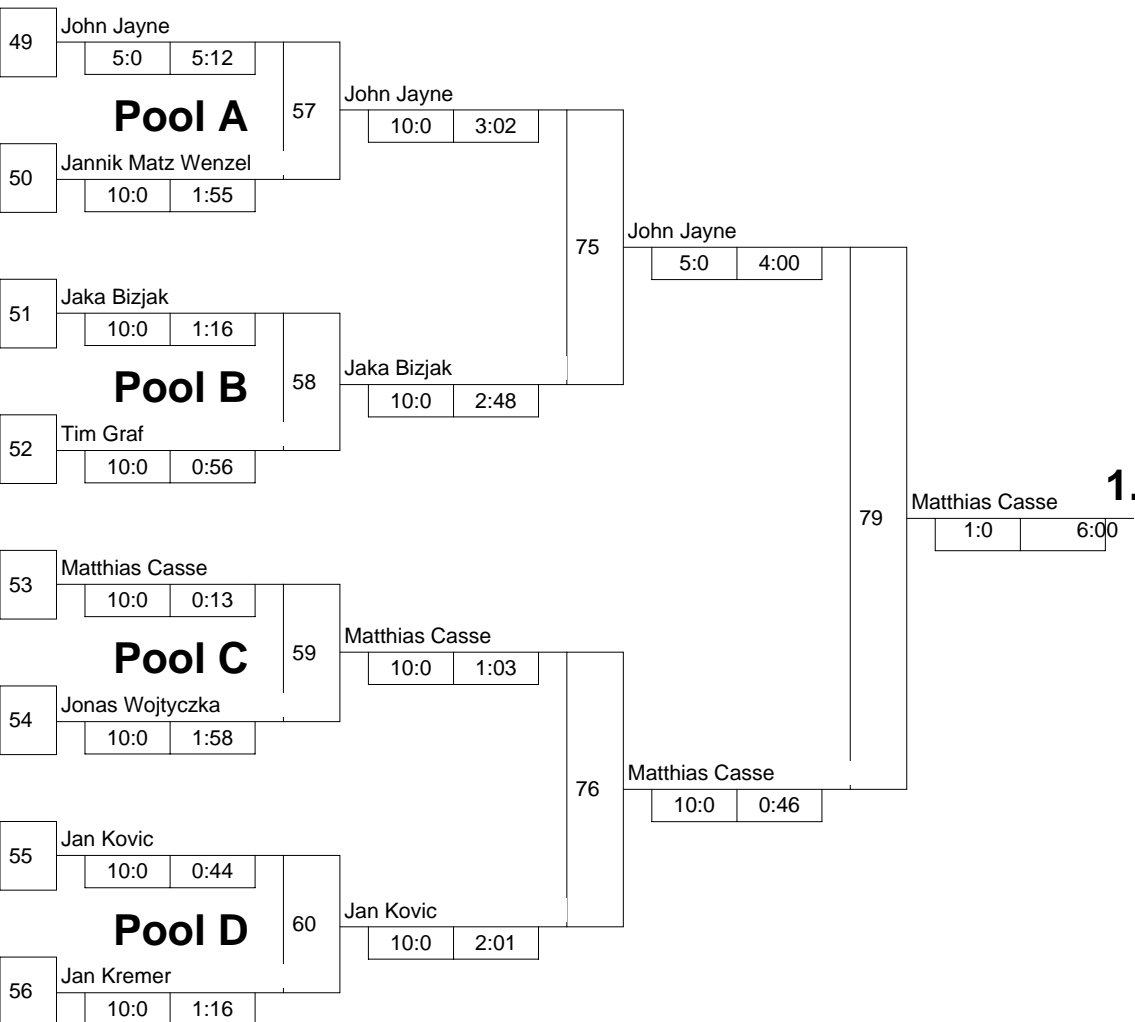 49
John Jayne
5:0 5:12
Pool A
57
John Jayne
10:0 3:02
50
Jannik Matz Wenzel
10:0 1:55
75
John Jayne
5:0 4:00
51
Jaka Bizjak
10:0 1:16
Pool B
58
Jaka Bizjak
10:0 2:48
52
Tim Graf
10:0 0:56
79
Matthias Casse 1.
1:0 6:00
53
Matthias Casse
10:0 0:13
Pool C
59
Matthias Casse
10:0 1:03
54
Jonas Wojtyczka
10:0 1:58
76
Matthias Casse
10:0 0:46
55
Jan Kovic
10:0 0:44
Pool D
60
Jan Kovic
10:0 2:01
56
Jan Kremer
10:0 1:16